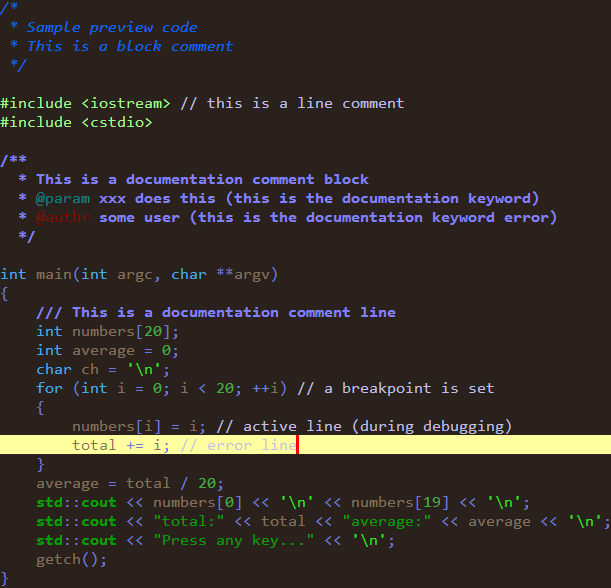 /*
 * Sample preview code
 * This is a block comment
 */

#include <iostream> // this is a line comment
#include <cstdio>

/**
  * This is a documentation comment block
  * @param xxx does this (this is the documentation keyword)
  * @authr some user (this is the documentation keyword error)
  */

int main(int argc, char **argv)
{
    /// This is a documentation comment line
    int numbers[20];
    int average = 0;
    char ch = '\n';
    for (int i = 0; i < 20; ++i) // a breakpoint is set
    {
        numbers[i] = i; // active line (during debugging)
        total += i; // error line
    }
    average = total / 20;
    std::cout << numbers[0] << '\n' << numbers[19] << '\n';
    std::cout << "total:" << total << "average:" << average << '\n';
    std::cout << "Press any key..." << '\n';
    getch();
}